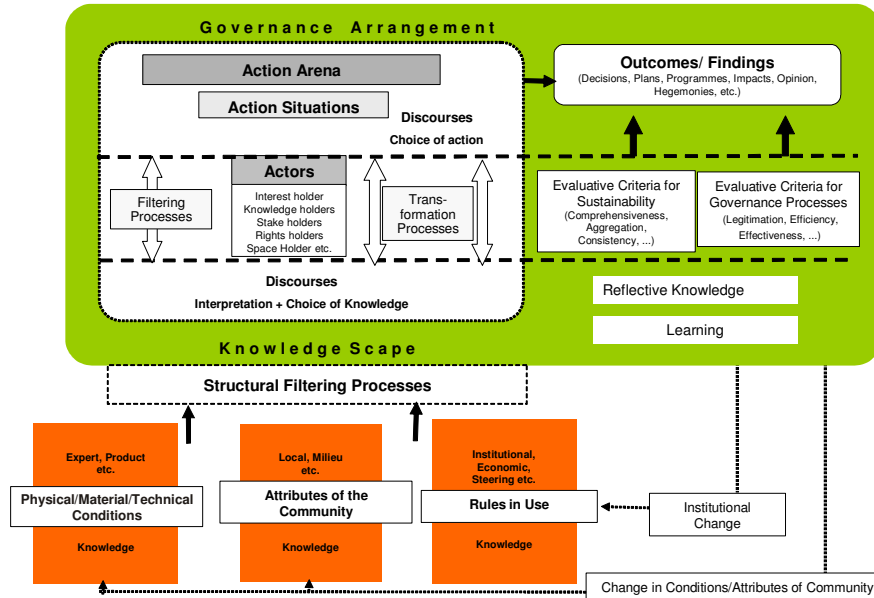 Governance Arrangement
Action Arena
Action Situations
Discourses
Choice of action
Outcomes/ Findings
(Decisions, Plans, Programmes, Impacts, Opinion,
Hegemonies, etc.)
Filtering
Processes
Actors
Interest holder
Knowledge holders
Stake holders
Rights holders
Space Holder etc.
Trans-
formation
Processes
Evaluative Criteria for
Sustainability
(Comprehensiveness,
Aggregation,
Consistency, ...)
Evaluative Criteria for
Governance Processes
(Legitimation, Efficiency,
Effectiveness, ...)
Discourses
Interpretation + Choice of Knowledge
Reflective Knowledge
Learning
Knowledge Scape
Structural Filtering Processes
Expert, Product
etc.
Physical/Material/Technical
Conditions
Knowledge
Local, Milieu
etc.
Attributes of the
Community
Knowledge
Institutional,
Economic,
Steering etc.
Rules in Use
Knowledge
Institutional
Change
Change in Conditions/Attributes of Community